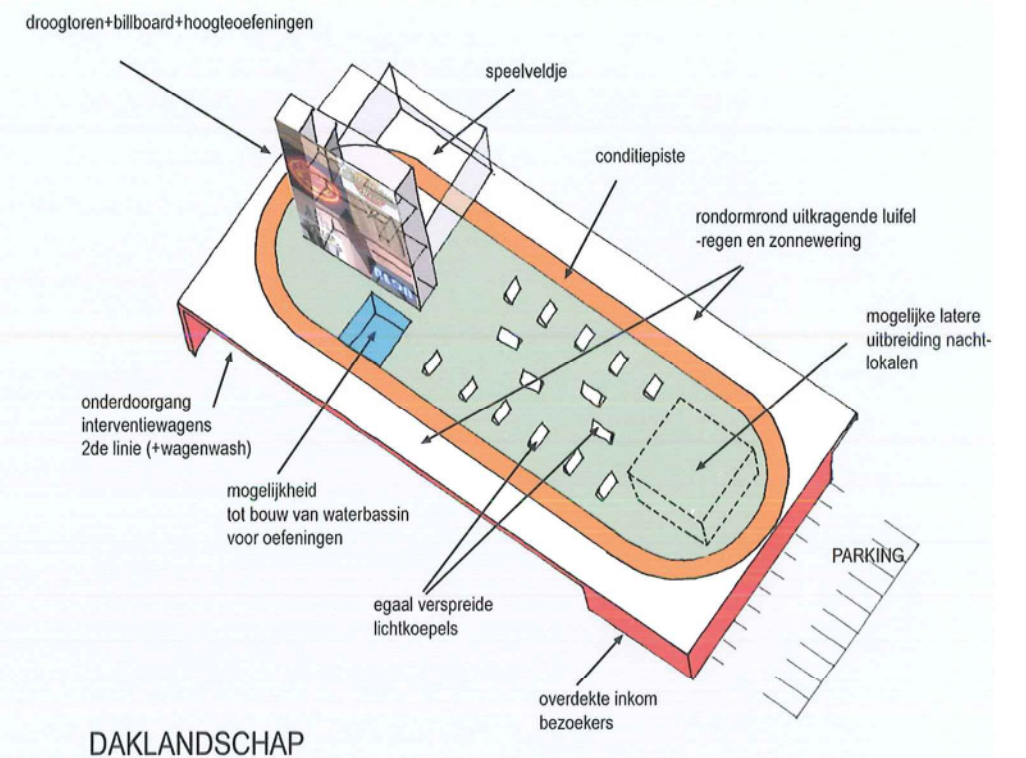 droogtoren+billboard+hoogteoefeningen
speelveldje
conditiepiste
rondormrond uitkragende luifel
-regen en zonnewering
mogelijke latere
uitbreiding nacht-
lokalen
onderdoorgang
interventiewagens
2de linie (+wagenwash)
mogelijkheid
tot bouw van waterbassin
voor oefeningen
PARKING
egaal verspreide
lichtkoepels
overdekte inkom
bezoekers
DAKLANDSCHAP